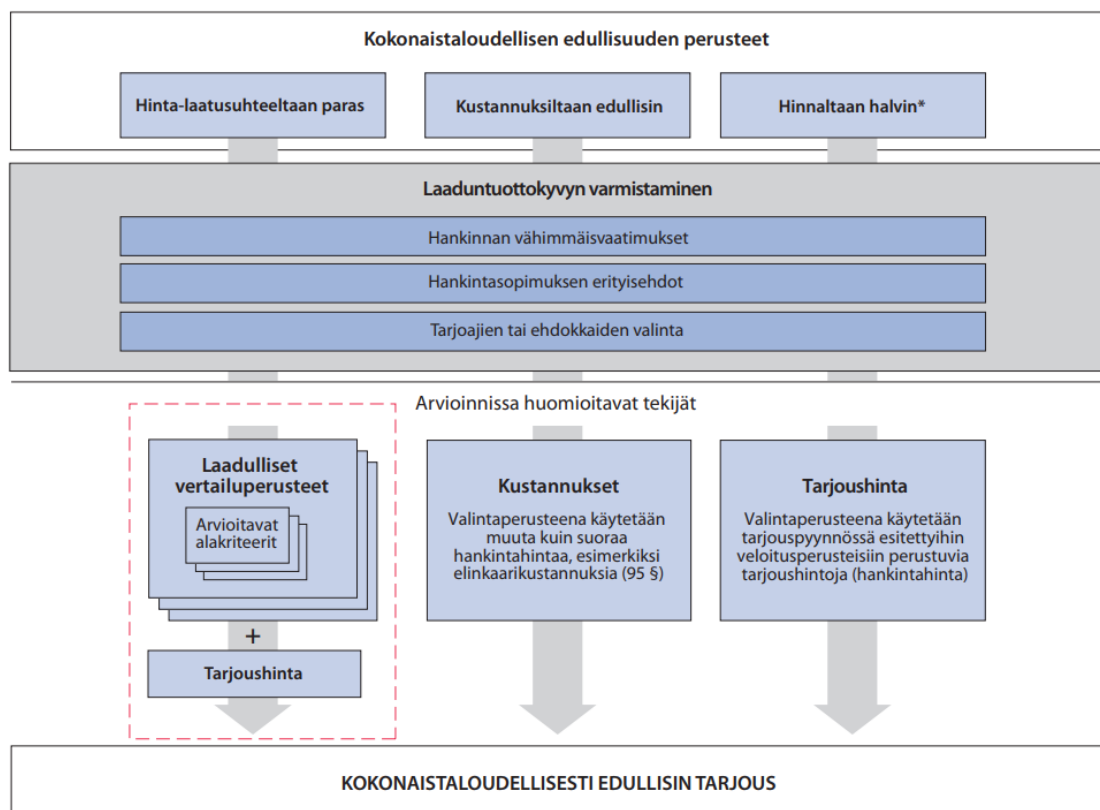 Kokonaistaloudellisen edullisuuden perusteet
Hinta-laatusuhteeltaan paras
Kustannuksiltaan edullisin
Hinnaltaan halvin*
Laaduntuottokyvyn varmistaminen
Hankinnan vähimmäisvaatimukset
Hankintasopimuksen erityisehdot
Tarjoajien tai ehdokkaiden valinta
Arvioinnissa huomioitavat tekijät
Laadulliset
vertailuperusteet
Arvioitavat
alakriteerit
+
Tarjoushinta
Kustannukset
Valintaperusteena käytetään
muuta kuin suoraa
hankintahintaa, esimerkiksi
elinkaarikustannuksia (95 §)
Tarjoushinta
Valintaperusteena käytetään
tarjouspyynnössä esitettyihin
veloitusperusteisiin perustuvia
tarjoushintoja (hankintahinta)
KOKONAISTALOUDELLISESTI EDULLISIN TARJOUS